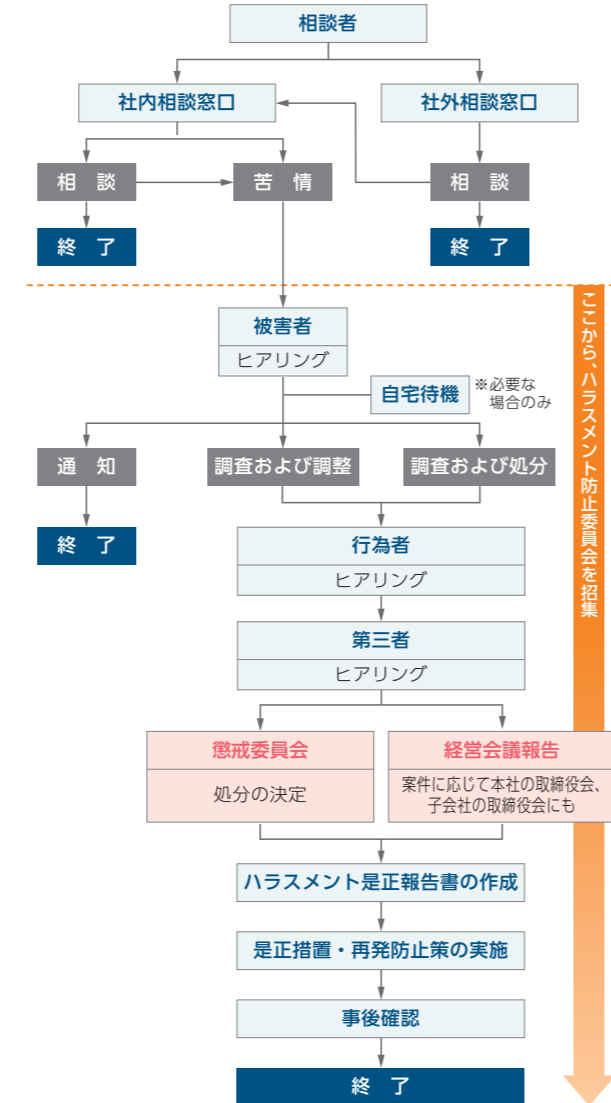 相談者
社内相談窓口
社外相談窓口
相 談
苦 情
相 談
終 了
終 了
ここから、ハラスメント防止委員会を招集
被害者
ヒアリング
自宅待機
※必要な
場合のみ
通 知
調査および調整
調査および処分
終 了
行為者
ヒアリング
第三者
ヒアリング
懲戒委員会
処分の決定
経営会議報告
案件に応じて本社の取締役会、
子会社の取締役会にも
ハラスメント是正報告書の作成
是正措置・再発防止策の実施
事後確認
終 了